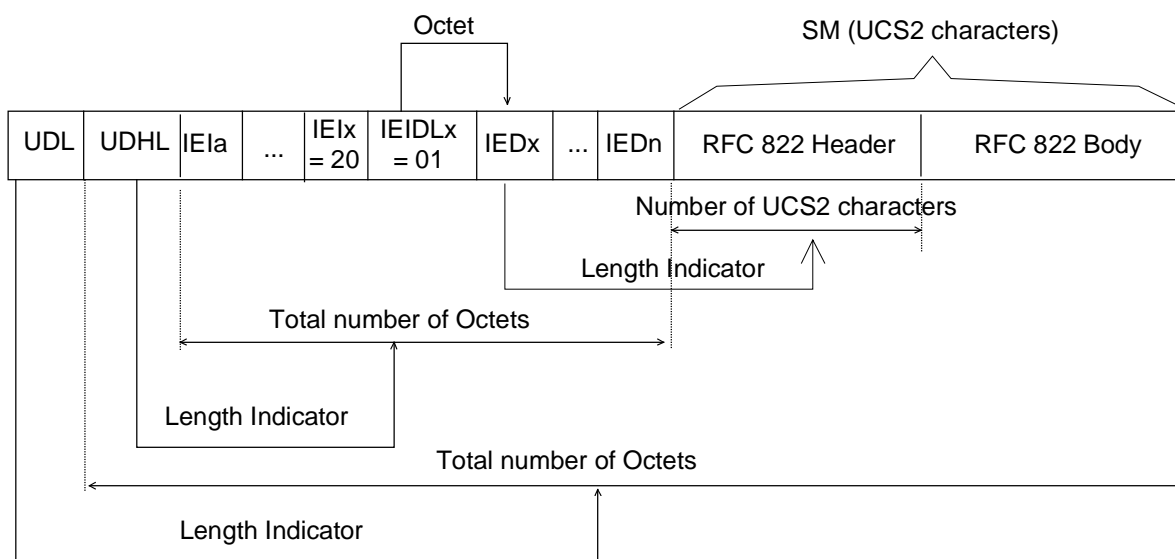 Octet
SM (UCS2 characters)
UDL
UDHL
IEIa
...
IEIx
= 20
IEIDLx
= 01
IEDx
...
IEDn
RFC 822 Header
RFC 822 Body
Number of UCS2 characters
Length Indicator
Total number of Octets
Length Indicator
Total number of Octets
Length Indicator